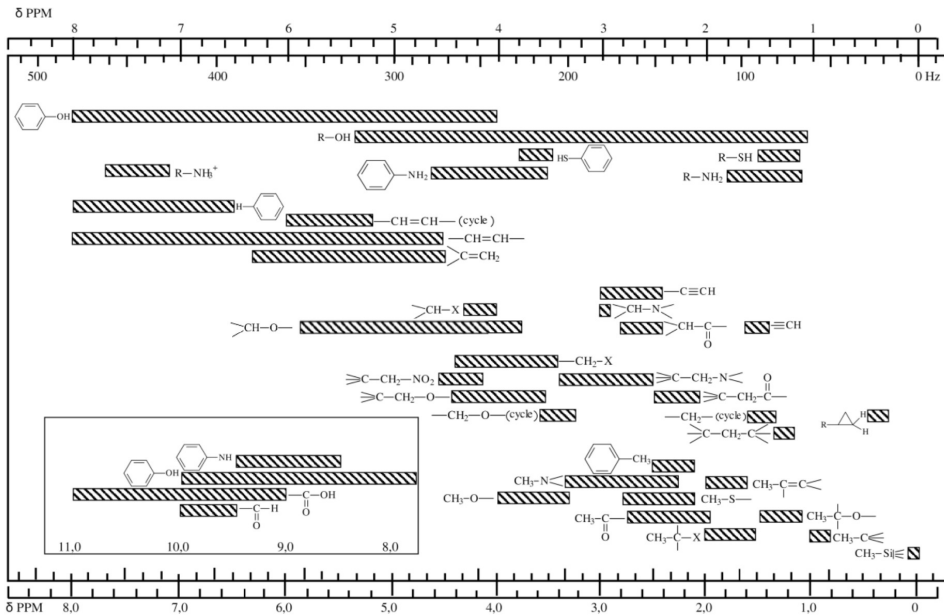 δ PPM
8 7 6 5 4 3 2 1 0
500 400 300 200 100 0 Hz
OH
R—OH
HS
R—SH
R—NH₃⁺
NH₂
R—NH₂
H
—CH=CH—(cycle)
—CH=CH—
C=CH₂
—C≡CH
CH—X
CH—N
CH—O—
CH—C—
O
≡CH
—CH₂—X
C—CH₂—NO₂
C—CH₂—N
C—CH₂—O—
C—CH₂—C—
O
—CH₂—O—(cycle)
—CH₂—(cycle)
H
R
H
C—CH₂—C
CH₃
NH
OH
CH₃—N
CH₃—C=C
C—OH
O
CH₃—O—
CH₃—S—
C—H
O
CH₃—C—
O
CH₃—C—O—
CH₃—C—X
CH₃—C
CH₃—Si
11,0 10,0 9,0 8,0
δ PPM 8,0 7,0 6,0 5,0 4,0 3,0 2,0 1,0 0